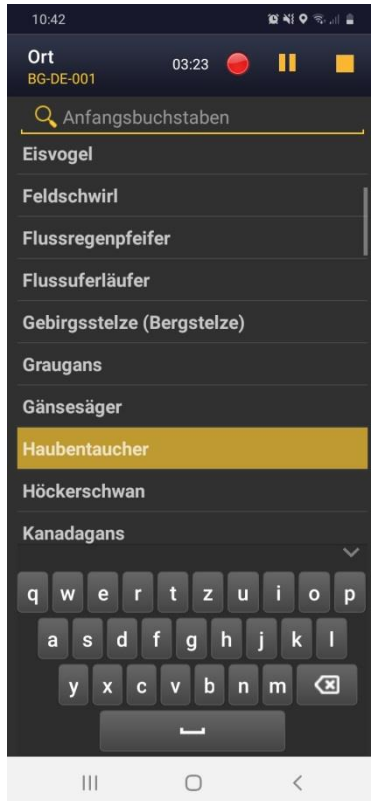 10:42
Ort
BG-DE-001
03:23
Anfangsbuchstaben
Eisvogel
Feldschwirl
Flussregenpfeifer
Flussuferläufer
Gebirgsstelze (Bergstelze)
Graugans
Gänsesäger
Haubentaucher
Höckerschwan
Kanadagans
q w e r t z u i o p
a s d f g h j k l
y x c v b n m